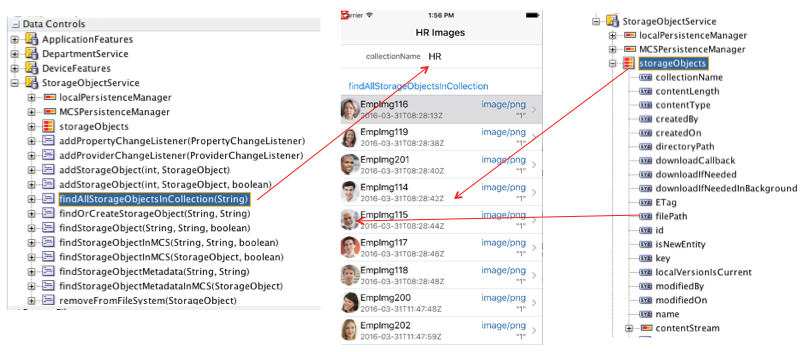 Data Controls
ApplicationFeatures
DepartmentService
DeviceFeatures
StorageObjectService
localPersistenceManager
MCSPersistenceManager
storageObjects
addPropertyChangeListener(PropertyChangeListener)
addProviderChangeListener(ProviderChangeListener)
addStorageObject(int, StorageObject)
addStorageObject(int, StorageObject, boolean)
findAllStorageObjectsInCollection(String)
findOrCreateStorageObject(String, String)
findStorageObject(String, String, boolean)
findStorageObjectInMCS(String, String, boolean)
findStorageObjectInMCS(StorageObject, boolean)
findStorageObjectMetadata(String, String)
findStorageObjectMetadata(StorageObject)
removeFromFileSystem(StorageObject)
1:56 PM
HR Images
collectionName HR
findAllStorageObjectsInCollection
EmpImg116 image/png
2016-03-31T08:28:13Z "1"
EmpImg119 image/png
2016-03-31T08:28:38Z "1"
EmpImg201 image/png
2016-03-31T08:28:40Z "1"
EmpImg114 image/png
2016-03-31T08:28:42Z "1"
EmpImg115 image/png
2016-03-31T08:28:44Z "1"
EmpImg117 image/png
2016-03-31T08:28:46Z "1"
EmpImg118 image/png
2016-03-31T08:28:48Z "1"
EmpImg200 image/png
2016-03-31T11:47:48Z "1"
EmpImg202 image/png
2016-03-31T11:47:59Z "1"
StorageObjectService
localPersistenceManager
MCSPersistenceManager
storageObjects
collectionName
contentLength
contentType
createdBy
createdOn
directoryPath
downloadCallback
downloadIfNeeded
downloadIfNeededInBackground
ETag
filePath
id
isNewEntity
key
localVersionIsCurrent
modifiedBy
modifiedOn
name
contentStream